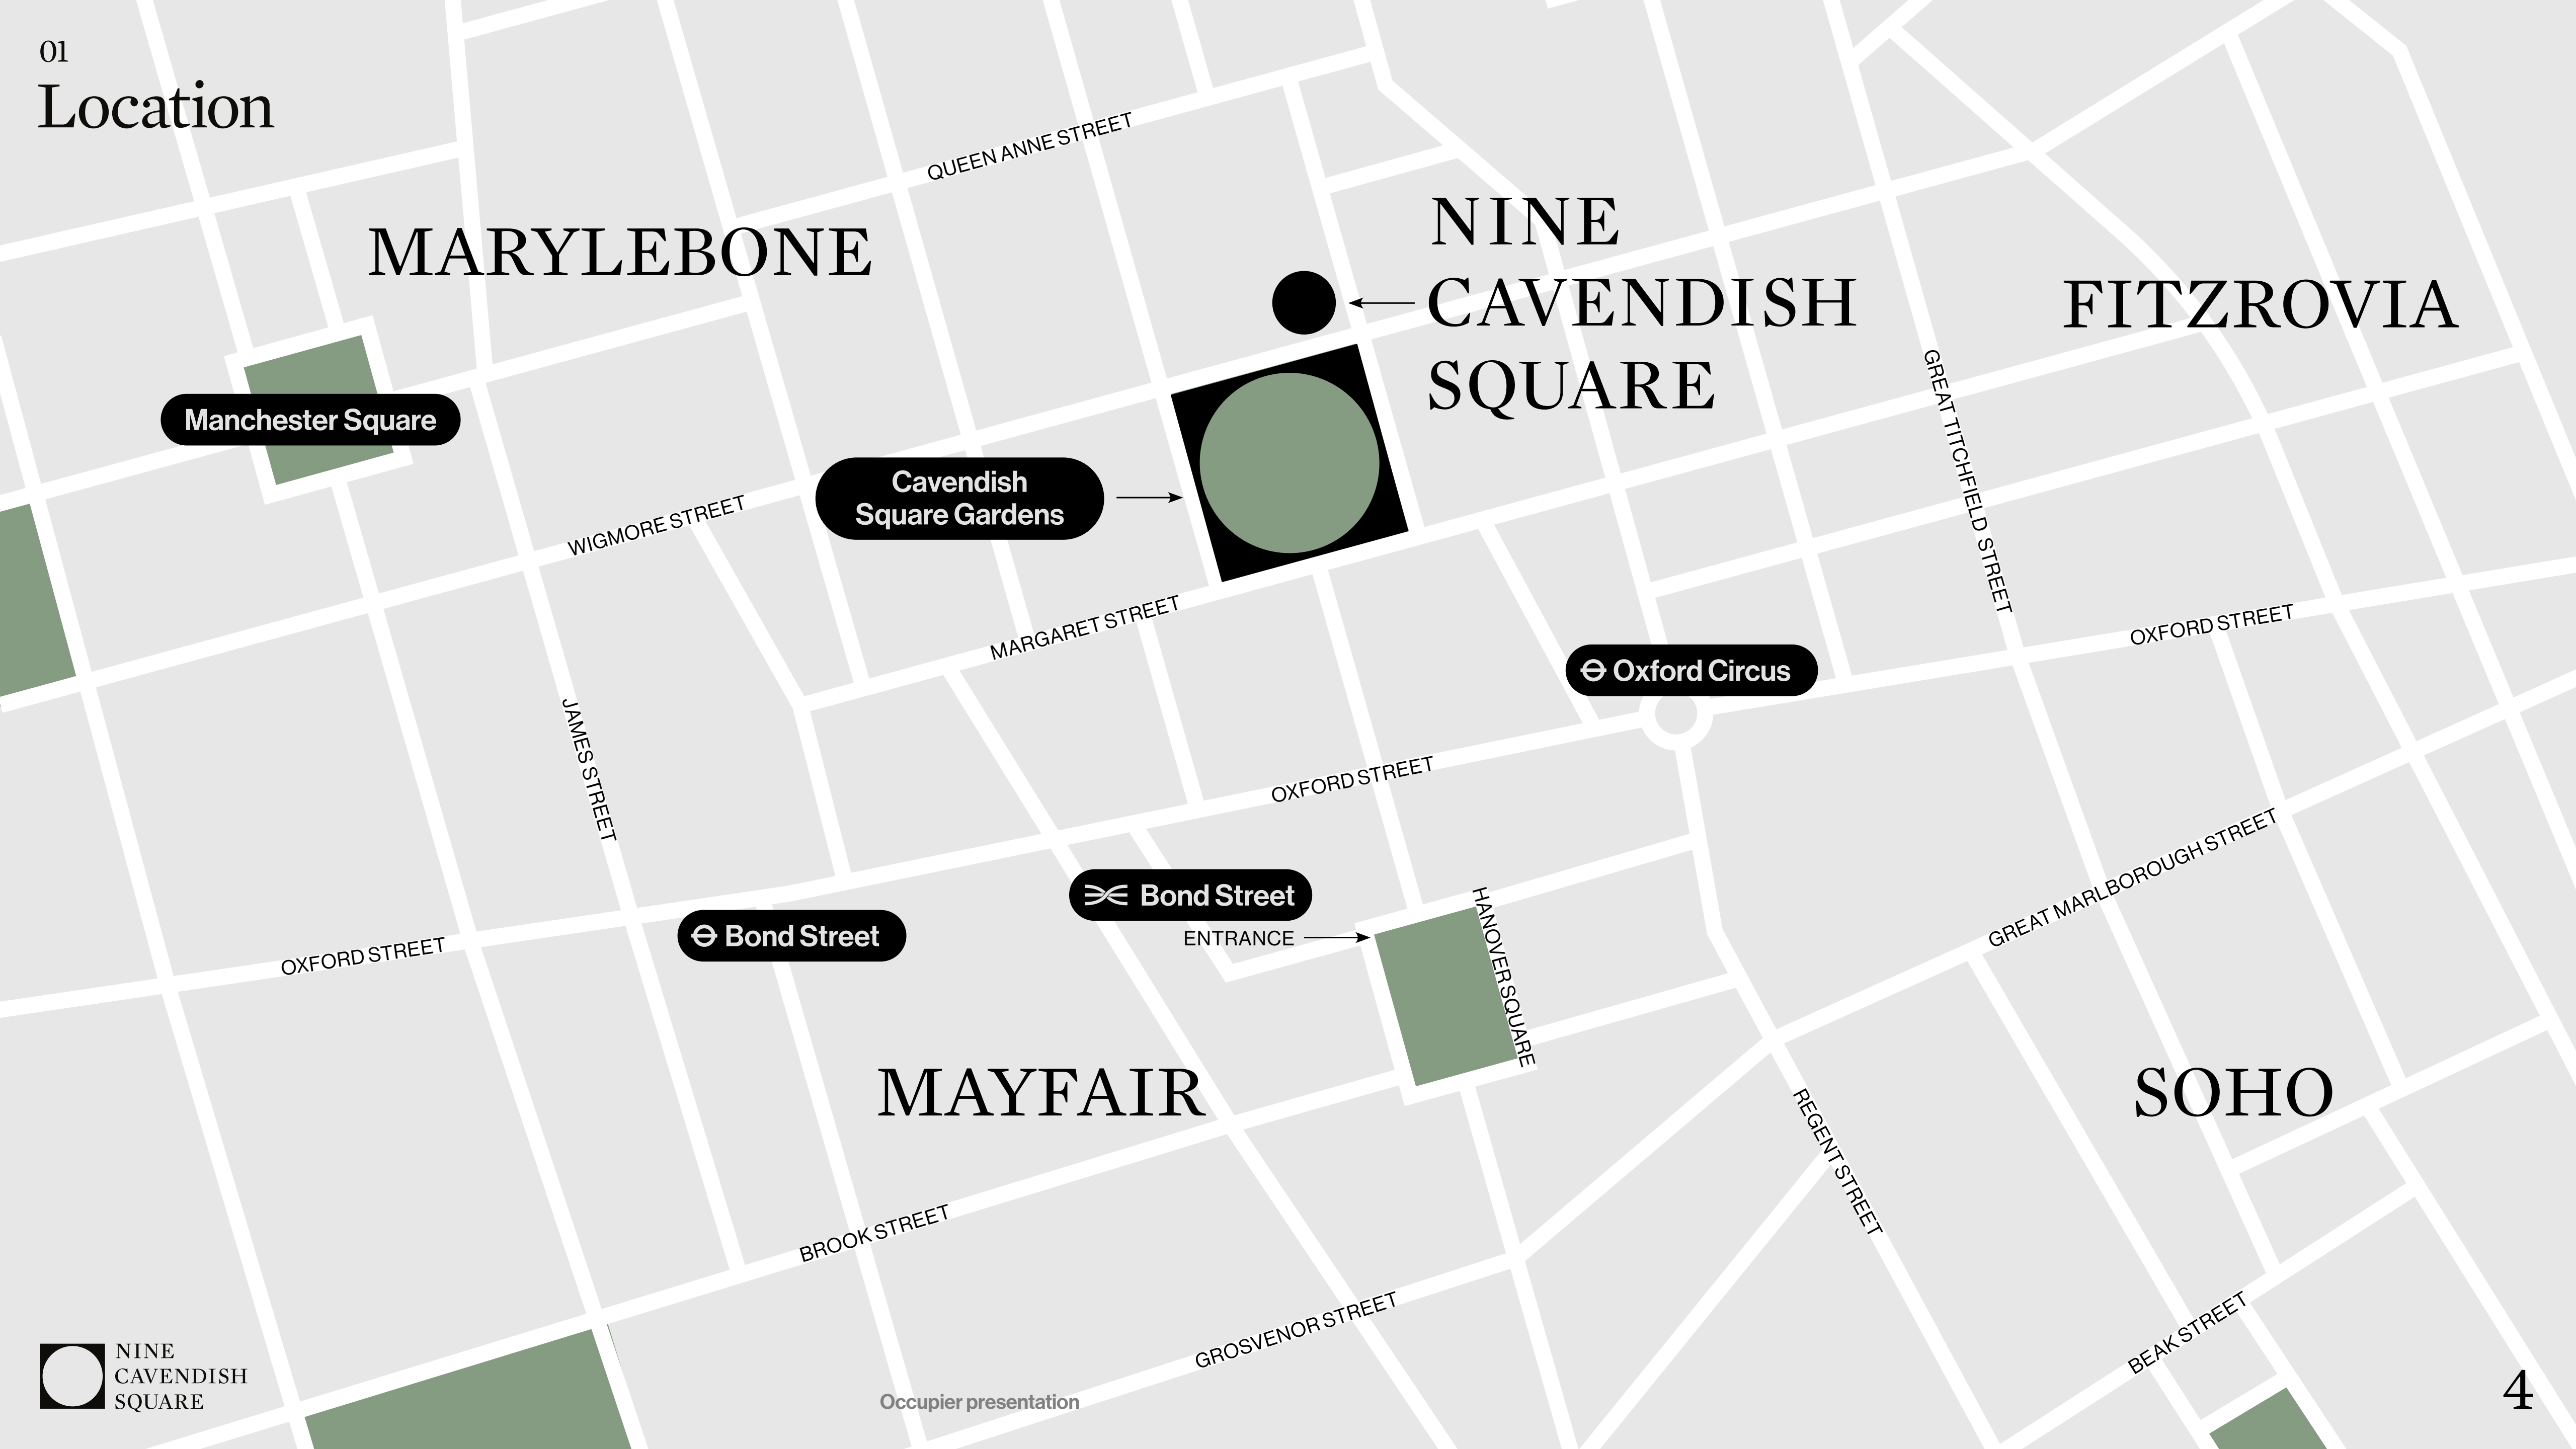 01
Location
QUEEN ANNE STREET
MARYLEBONE
NINE
CAVENDISH
SQUARE
FITZROVIA
GREAT TITCHFIELD STREET
Manchester Square
Cavendish
Square Gardens
WIGMORE STREET
MARGARET STREET
OXFORD STREET
Oxford Circus
JAMES STREET
OXFORD STREET
GREAT MARLBOROUGH STREET
Bond Street
ENTRANCE
HANOVER SQUARE
Bond Street
OXFORD STREET
MAYFAIR
SOHO
REGENT STREET
BROOK STREET
GROSVENOR STREET
BEAK STREET
NINE
CAVENDISH
SQUARE
Occupier presentation
4